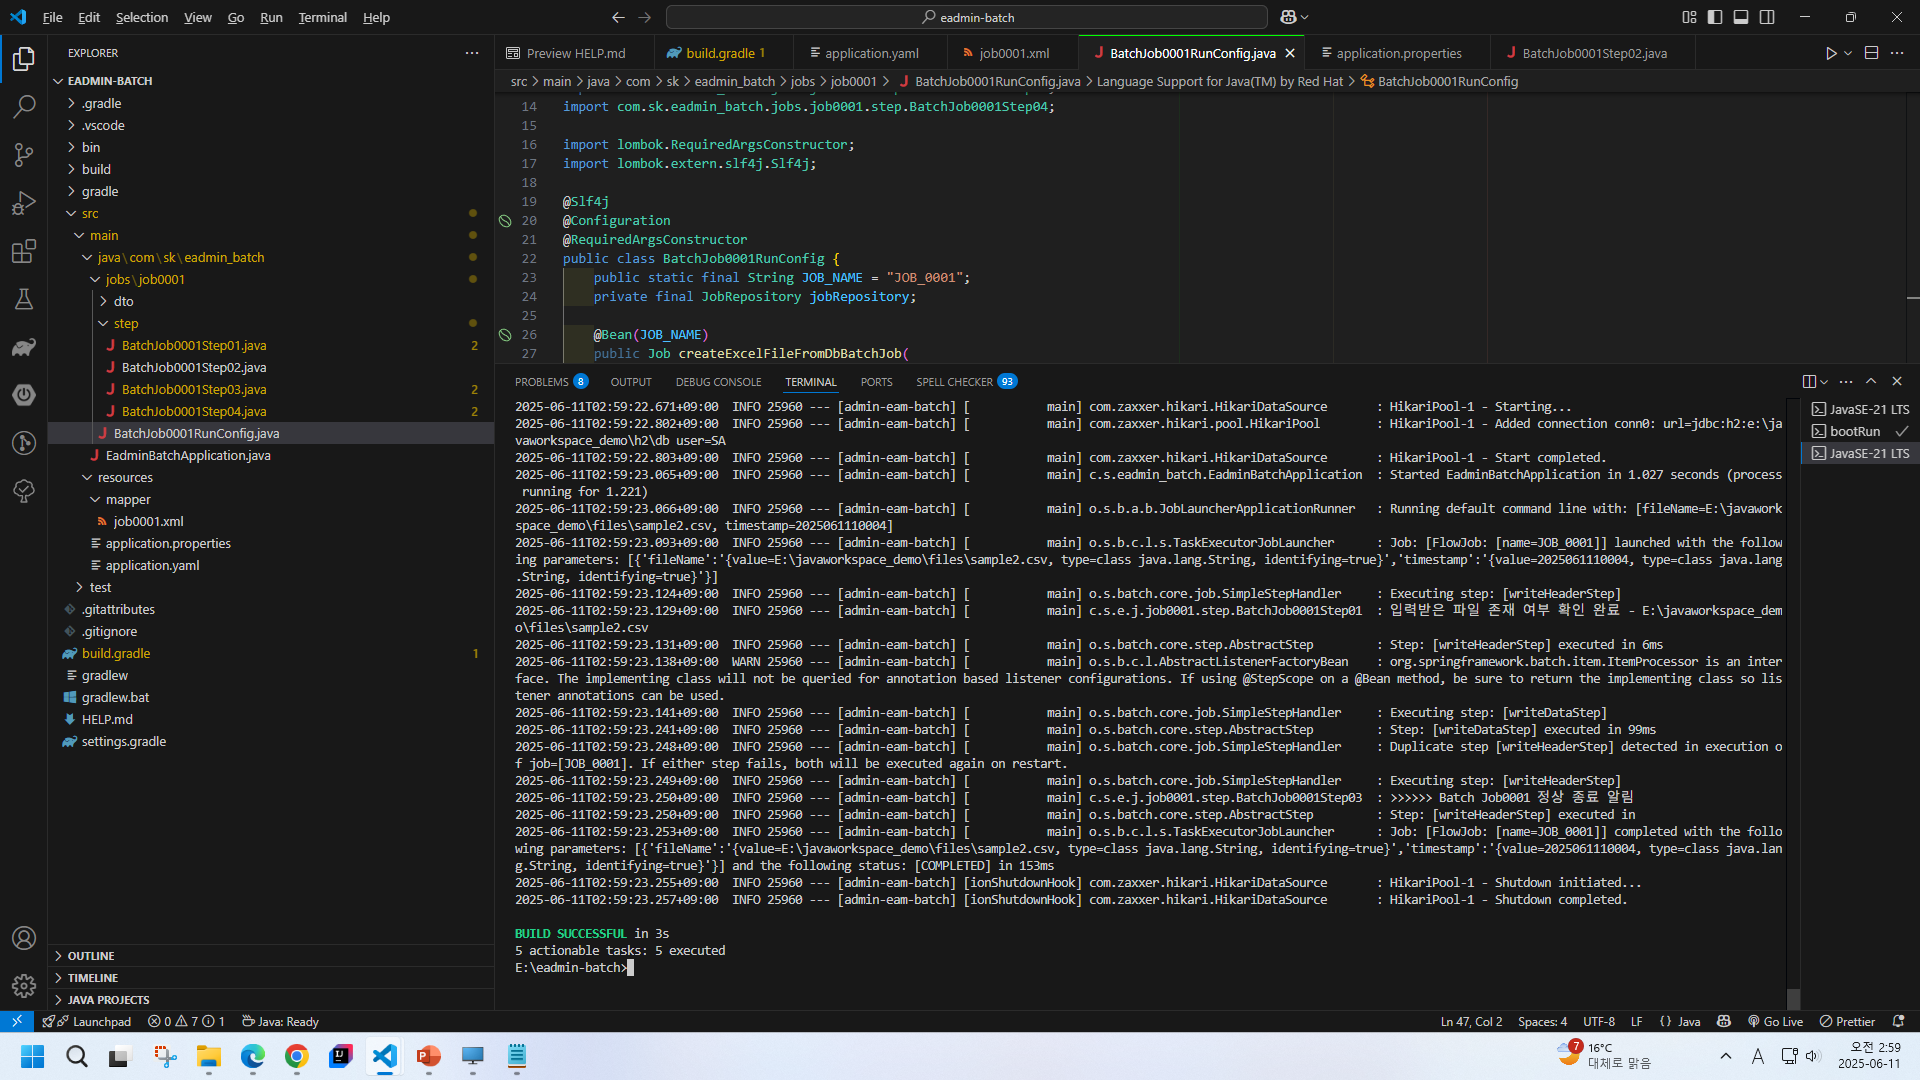 File Edit Selection View Go Run Terminal Help
eadmin-batch
EXPLORER
EADMIN-BATCH
.gradle
.vscode
bin
build
gradle
src
main
java\com\sk\eadmin_batch
jobs\job0001
dto
step
BatchJob0001Step01.java 2
BatchJob0001Step02.java
BatchJob0001Step03.java 2
BatchJob0001Step04.java 2
BatchJob0001RunConfig.java
EadminBatchApplication.java
resources
mapper
job0001.xml
application.properties
application.yaml
test
.gitattributes
.gitignore
build.gradle 1
gradlew
gradlew.bat
HELP.md
settings.gradle
OUTLINE
TIMELINE
JAVA PROJECTS
Preview HELP.md build.gradle 1 application.yaml job0001.xml BatchJob0001RunConfig.java application.properties BatchJob0001Step02.java
src > main > java > com > sk > eadmin_batch > jobs > job0001 > BatchJob0001RunConfig.java > Language Support for Java(TM) by Red Hat > BatchJob0001RunConfig
14 import com.sk.eadmin_batch.jobs.job0001.step.BatchJob0001Step04;
15
16 import lombok.RequiredArgsConstructor;
17 import lombok.extern.slf4j.Slf4j;
18
19 @Slf4j
20 @Configuration
21 @RequiredArgsConstructor
22 public class BatchJob0001RunConfig {
23 public static final String JOB_NAME = "JOB_0001";
24 private final JobRepository jobRepository;
25
26 @Bean(JOB_NAME)
27 public Job createExcelFileFromDbBatchJob(
PROBLEMS 8 OUTPUT DEBUG CONSOLE TERMINAL PORTS SPELL CHECKER 93
2025-06-11T02:59:22.671+09:00 INFO 25960 --- [admin-eam-batch] [ main] com.zaxxer.hikari.HikariDataSource : HikariPool-1 - Starting...
2025-06-11T02:59:22.802+09:00 INFO 25960 --- [admin-eam-batch] [ main] com.zaxxer.hikari.pool.HikariPool : HikariPool-1 - Added connection conn0: url=jdbc:h2:e:\ja
vaworkspace_demo\h2\db user=SA
2025-06-11T02:59:22.803+09:00 INFO 25960 --- [admin-eam-batch] [ main] com.zaxxer.hikari.HikariDataSource : HikariPool-1 - Start completed.
2025-06-11T02:59:23.065+09:00 INFO 25960 --- [admin-eam-batch] [ main] c.s.eadmin_batch.EadminBatchApplication : Started EadminBatchApplication in 1.027 seconds (process
running for 1.221)
2025-06-11T02:59:23.066+09:00 INFO 25960 --- [admin-eam-batch] [ main] o.s.b.a.b.JobLauncherApplicationRunner : Running default command line with: [fileName=E:\javawork
space_demo\files\sample2.csv, timestamp=2025061110004]
2025-06-11T02:59:23.093+09:00 INFO 25960 --- [admin-eam-batch] [ main] o.s.b.c.l.s.TaskExecutorJobLauncher : Job: [FlowJob: [name=JOB_0001]] launched with the follow
ing parameters: [{'fileName':'{value=E:\javaworkspace_demo\files\sample2.csv, type=class java.lang.String, identifying=true}','timestamp':'{value=2025061110004, type=class java.lang
.String, identifying=true}'}]
2025-06-11T02:59:23.124+09:00 INFO 25960 --- [admin-eam-batch] [ main] o.s.batch.core.job.SimpleStepHandler : Executing step: [writeHeaderStep]
2025-06-11T02:59:23.129+09:00 INFO 25960 --- [admin-eam-batch] [ main] c.s.e.j.job0001.step.BatchJob0001Step01 : 입력받은 파일 존재 여부 확인 완료 - E:\javaworkspace_dem
o\files\sample2.csv
2025-06-11T02:59:23.131+09:00 INFO 25960 --- [admin-eam-batch] [ main] o.s.batch.core.step.AbstractStep : Step: [writeHeaderStep] executed in 6ms
2025-06-11T02:59:23.138+09:00 WARN 25960 --- [admin-eam-batch] [ main] o.s.b.c.l.AbstractListenerFactoryBean : org.springframework.batch.item.ItemProcessor is an inter
face. The implementing class will not be queried for annotation based listener configurations. If using @StepScope on a @Bean method, be sure to return the implementing class so lis
tener annotations can be used.
2025-06-11T02:59:23.141+09:00 INFO 25960 --- [admin-eam-batch] [ main] o.s.batch.core.job.SimpleStepHandler : Executing step: [writeDataStep]
2025-06-11T02:59:23.241+09:00 INFO 25960 --- [admin-eam-batch] [ main] o.s.batch.core.step.AbstractStep : Step: [writeDataStep] executed in 99ms
2025-06-11T02:59:23.248+09:00 INFO 25960 --- [admin-eam-batch] [ main] o.s.batch.core.job.SimpleStepHandler : Duplicate step [writeHeaderStep] detected in execution o
f job=[JOB_0001]. If either step fails, both will be executed again on restart.
2025-06-11T02:59:23.249+09:00 INFO 25960 --- [admin-eam-batch] [ main] o.s.batch.core.job.SimpleStepHandler : Executing step: [writeHeaderStep]
2025-06-11T02:59:23.250+09:00 INFO 25960 --- [admin-eam-batch] [ main] c.s.e.j.job0001.step.BatchJob0001Step03 : >>>>>> Batch Job0001 정상 종료 알림
2025-06-11T02:59:23.250+09:00 INFO 25960 --- [admin-eam-batch] [ main] o.s.batch.core.step.AbstractStep : Step: [writeHeaderStep] executed in
2025-06-11T02:59:23.253+09:00 INFO 25960 --- [admin-eam-batch] [ main] o.s.b.c.l.s.TaskExecutorJobLauncher : Job: [FlowJob: [name=JOB_0001]] completed with the follo
wing parameters: [{'fileName':'{value=E:\javaworkspace_demo\files\sample2.csv, type=class java.lang.String, identifying=true}','timestamp':'{value=2025061110004, type=class java.lan
g.String, identifying=true}'}] and the following status: [COMPLETED] in 153ms
2025-06-11T02:59:23.255+09:00 INFO 25960 --- [admin-eam-batch] [ionShutdownHook] com.zaxxer.hikari.HikariDataSource : HikariPool-1 - Shutdown initiated...
2025-06-11T02:59:23.257+09:00 INFO 25960 --- [admin-eam-batch] [ionShutdownHook] com.zaxxer.hikari.HikariDataSource : HikariPool-1 - Shutdown completed.
BUILD SUCCESSFUL in 3s
5 actionable tasks: 5 executed
E:\eadmin-batch>
JavaSE-21 LTS
bootRun
JavaSE-21 LTS
Launchpad 0 7 1 Java: Ready
Ln 47, Col 2 Spaces: 4 UTF-8 LF {} Java Go Live Prettier
7 16°C
대체로 맑음
A
오전 2:59
2025-06-11